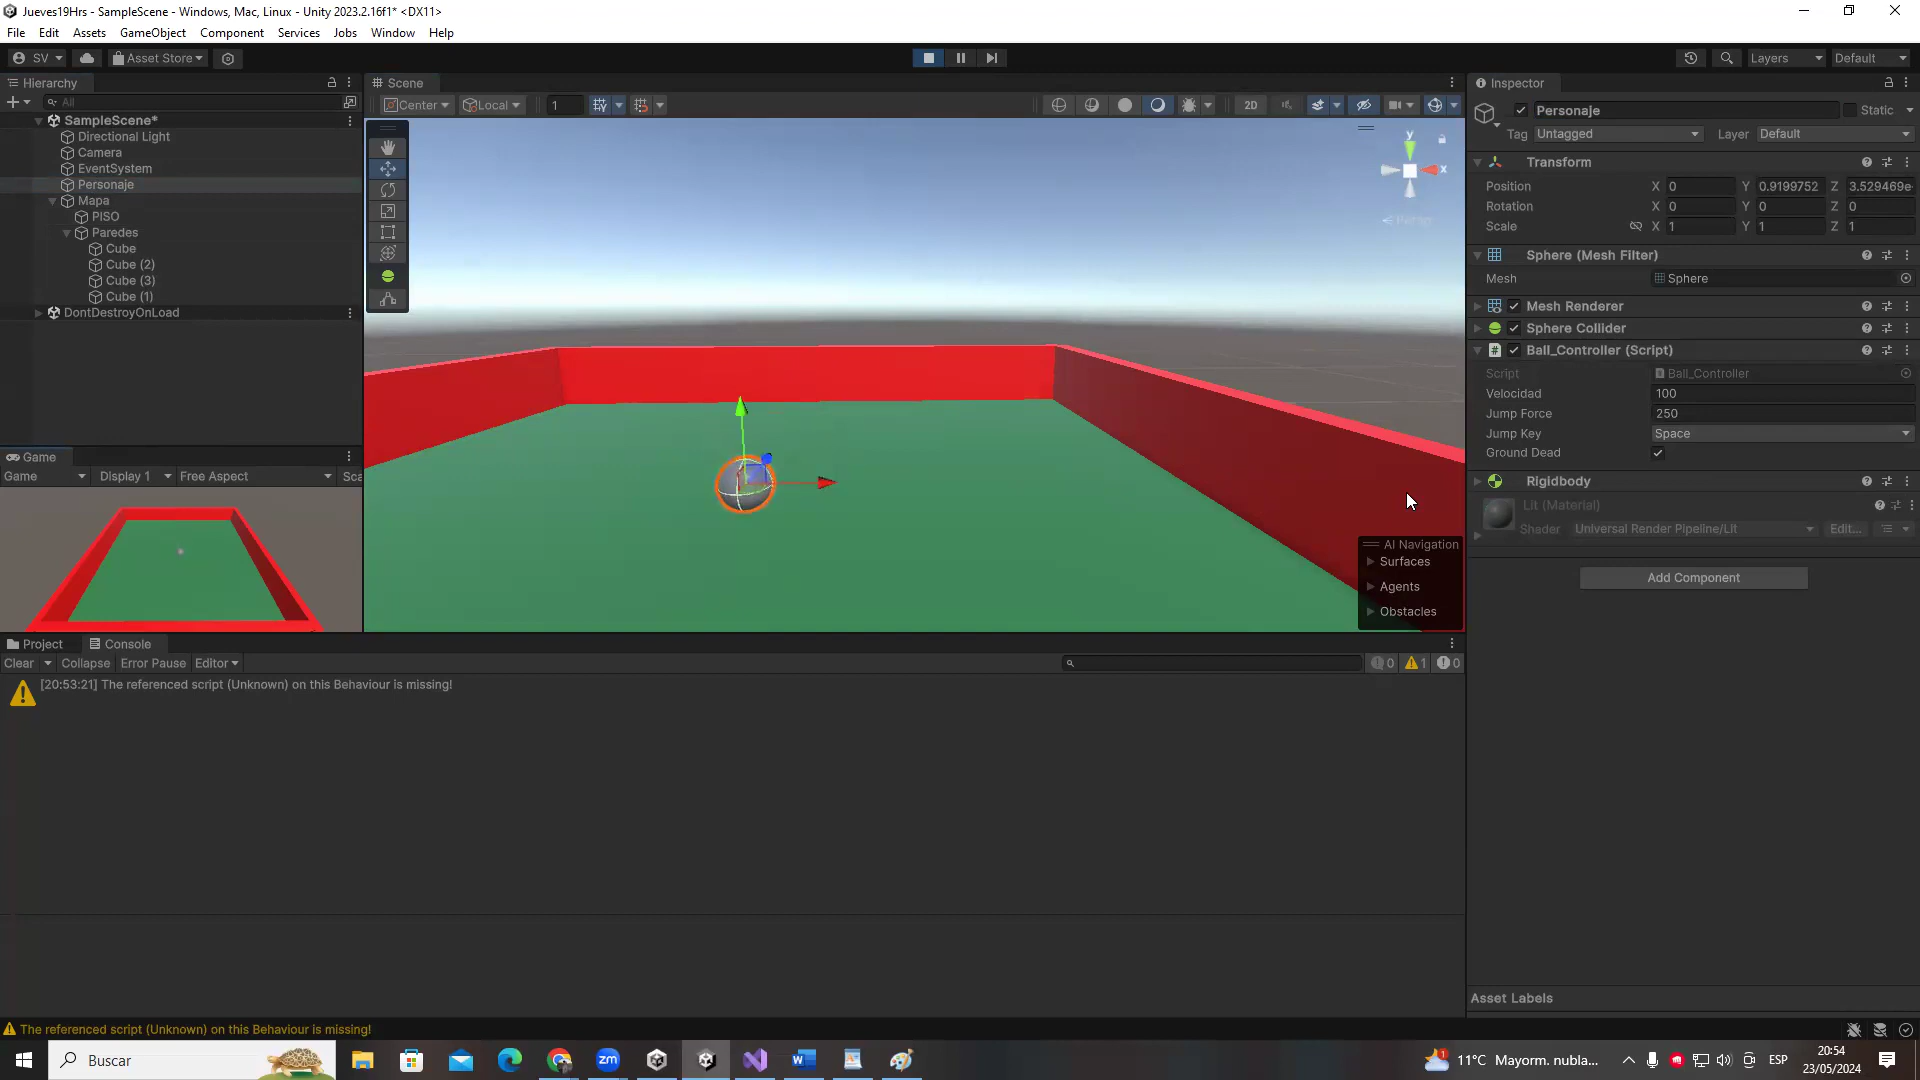 Jueves19Hrs - SampleScene - Windows, Mac, Linux - Unity 2023.2.16f1* <DX11>
File Edit Assets GameObject Component Services Jobs Window Help
SV Asset Store Layers Default
Hierarchy
All
SampleScene*
Directional Light
Camera
EventSystem
Personaje
Mapa
PISO
Paredes
Cube
Cube (2)
Cube (3)
Cube (1)
DontDestroyOnLoad
Scene
Center Local 1 2D
y
x
Persp
AI Navigation
Surfaces
Agents
Obstacles
Game
Game Display 1 Free Aspect Sca
Inspector
Personaje Static
Tag Untagged Layer Default
Transform
Position X 0 Y 0.9199752 Z 3.529469e-
Rotation X 0 Y 0 Z 0
Scale X 1 Y 1 Z 1
Sphere (Mesh Filter)
Mesh Sphere
Mesh Renderer
Sphere Collider
# Ball_Controller (Script)
Script Ball_Controller
Velocidad 100
Jump Force 250
Jump Key Space
Ground Dead
Rigidbody
Lit (Material)
Shader Universal Render Pipeline/Lit Edit...
Add Component
Asset Labels
Project Console
Clear Collapse Error Pause Editor 0 1 0
[20:53:21] The referenced script (Unknown) on this Behaviour is missing!
The referenced script (Unknown) on this Behaviour is missing!
Buscar zm W 1 11°C Mayorm. nubla... ESP 20:54
23/05/2024